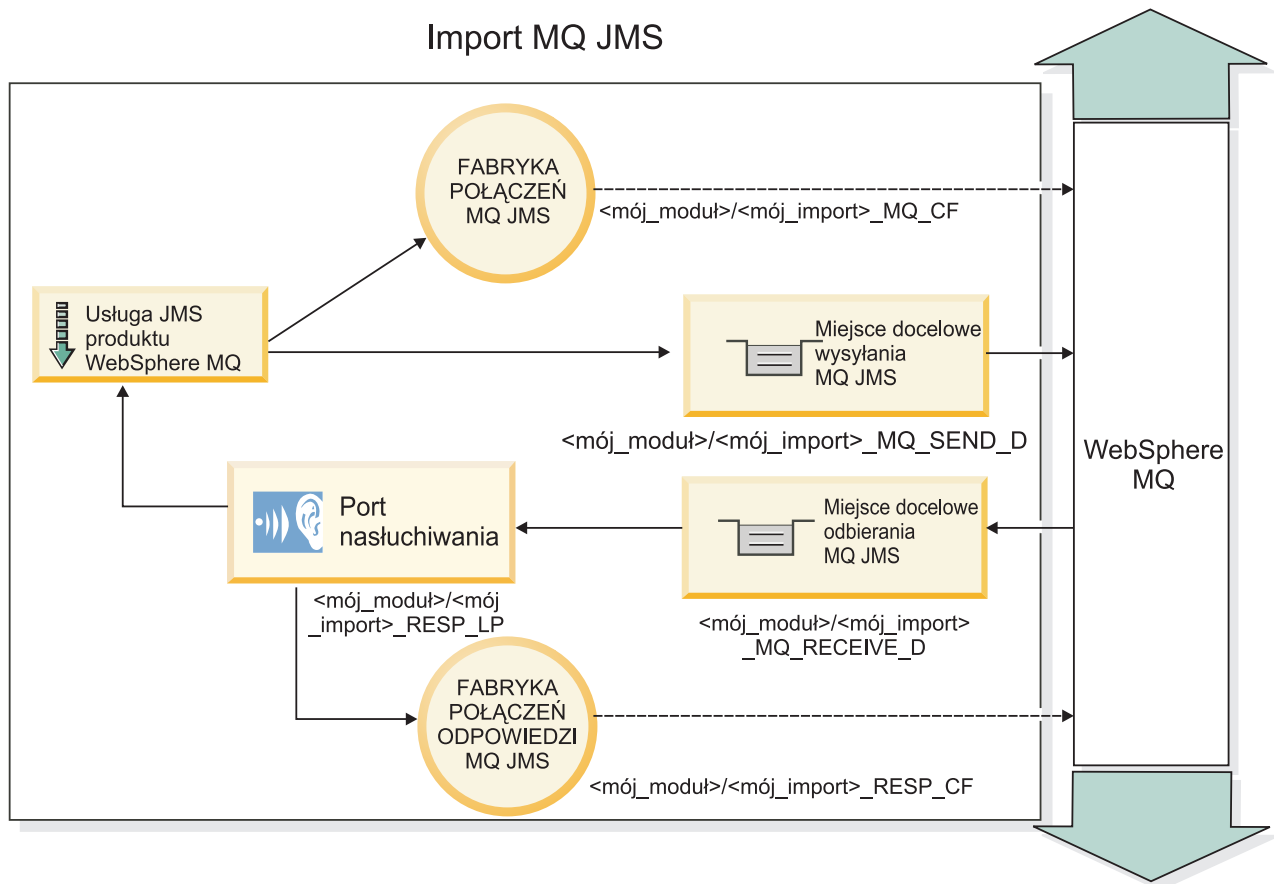 Import MQ JMS
FABRYKA
POŁĄCZEŃ
MQ JMS
<mój_moduł>/<mój_import>_MQ_CF
Usługa JMS
produktu
WebSphere MQ
Miejsce docelowe
wysyłania
MQ JMS
<mój_moduł>/<mój_import>_MQ_SEND_D
WebSphere
MQ
Port
nasłuchiwania
Miejsce docelowe
odbierania
MQ JMS
<mój_moduł>/<mój
_import>_RESP_LP
<mój_moduł>/<mój_import>
_MQ_RECEIVE_D
FABRYKA
POŁĄCZEŃ
ODPOWIEDZI
MQ JMS
<mój_moduł>/<mój_import>_RESP_CF